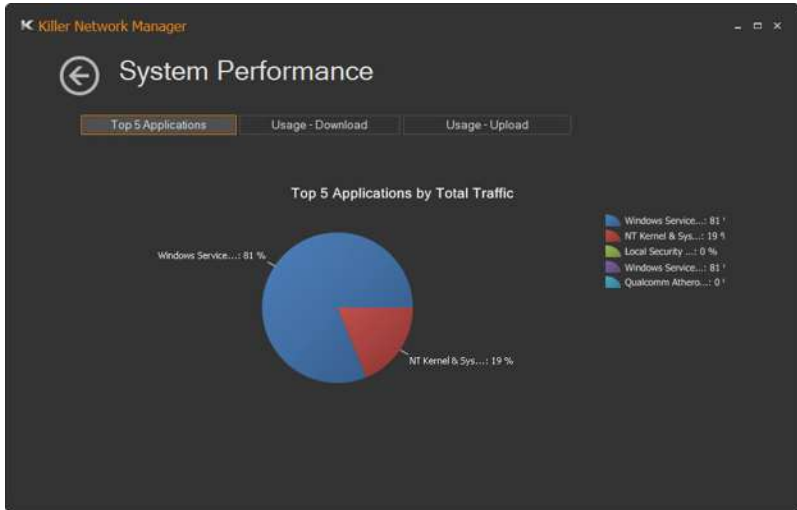 Killer Network Manager
System Performance
Top 5 Applications
Usage - Download
Usage - Upload
Top 5 Applications by Total Traffic
Windows Service...: 81 %
NT Kernel & Sys...: 19 %
Windows Service...: 81
NT Kernel & Sys...: 19
Local Security ...: 0 %
Windows Service...: 81
Qualcomm Athero...: 0